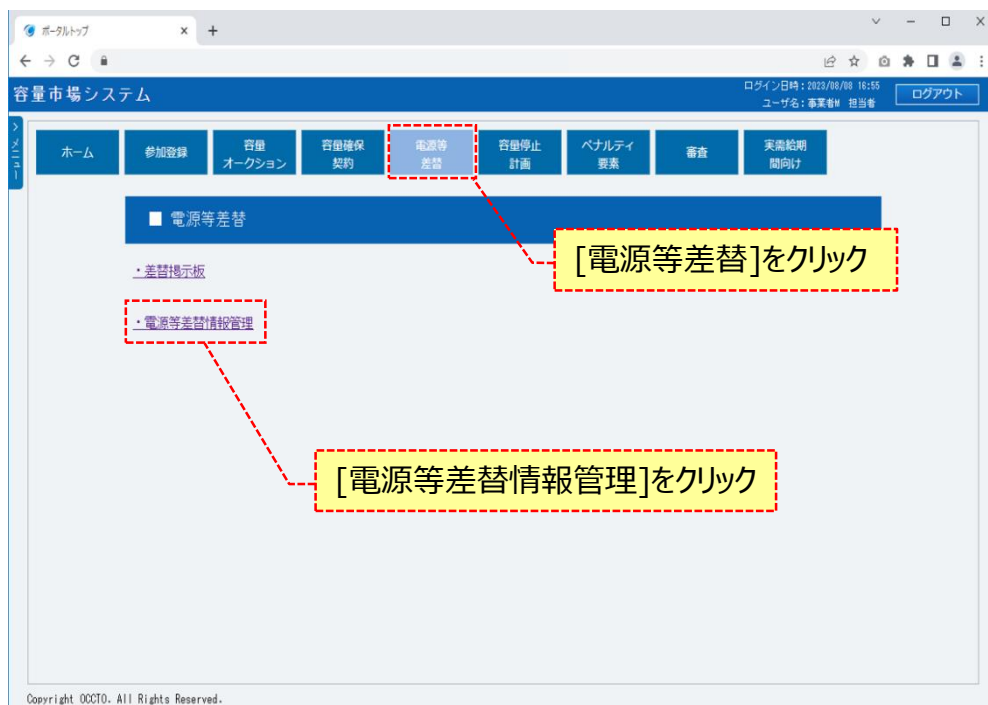 ポータルトップ
容量市場システム
ログイン日時：2023/08/08 16:55
ユーザ名：事業者W 担当者
ログアウト
メニュー
ホーム
参加登録
容量
オークション
容量確保
契約
電源等
差替
容量停止
計画
ペナルティ
要素
審査
実需給期
間向け
■ 電源等差替
[電源等差替]をクリック
・差替掲示板
・電源等差替情報管理
[電源等差替情報管理]をクリック
Copyright OCCTO. All Rights Reserved.